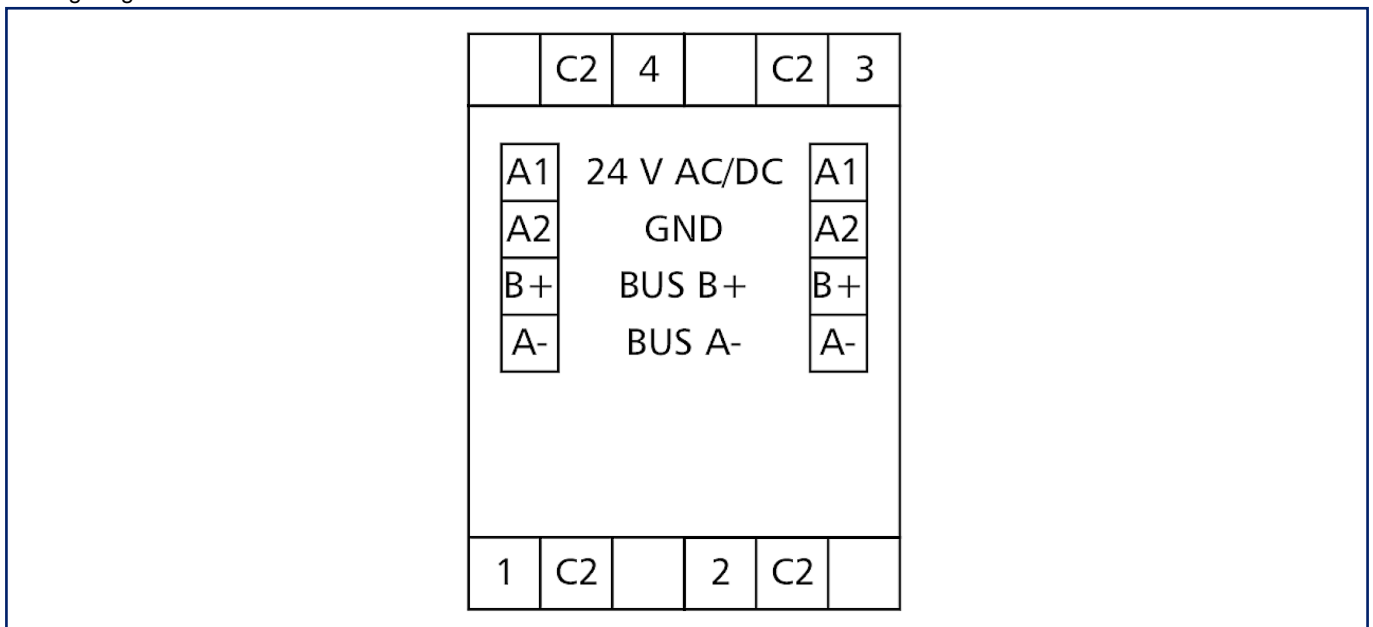 C2 4 C2 3
A1 24 V AC/DC A1
A2 GND A2
B+ BUS B+ B+
A- BUS A- A-
1 C2 2 C2